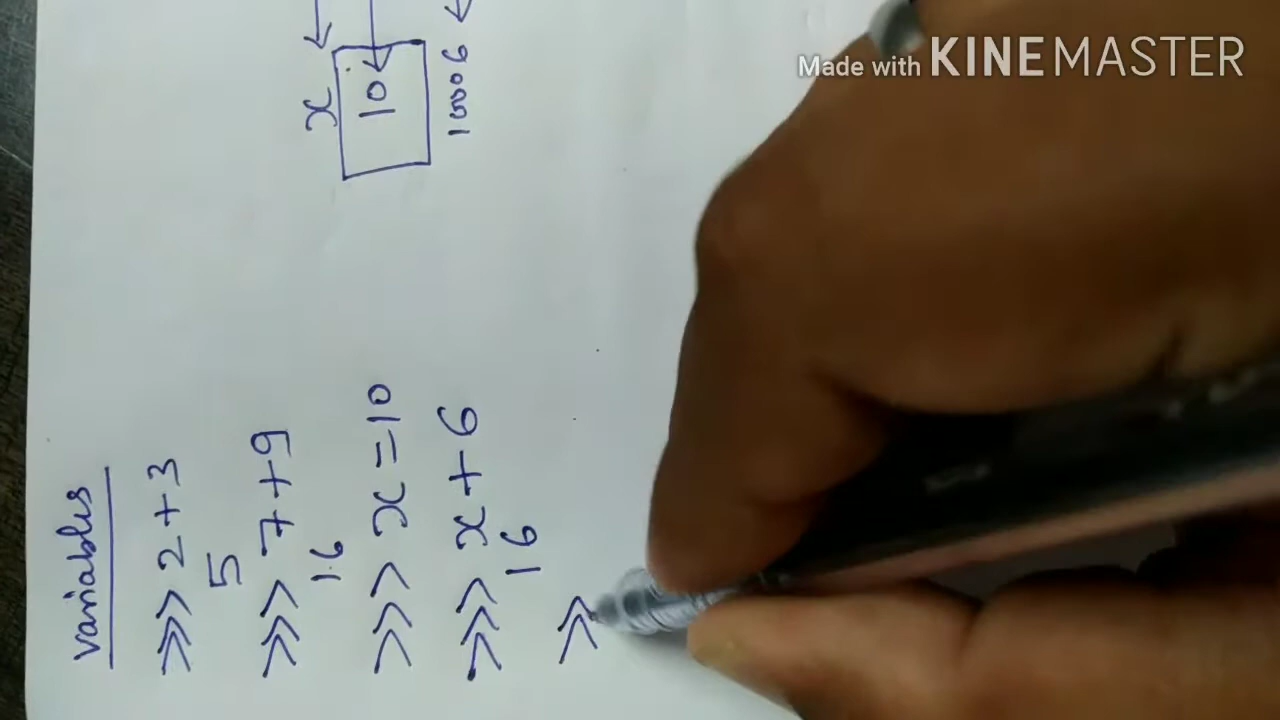 Made with KINEMASTER
variables
>>> 2+3
5
>>> 7+9
16
>>> x=10
>>> x+6
16
>>
x
10
1006